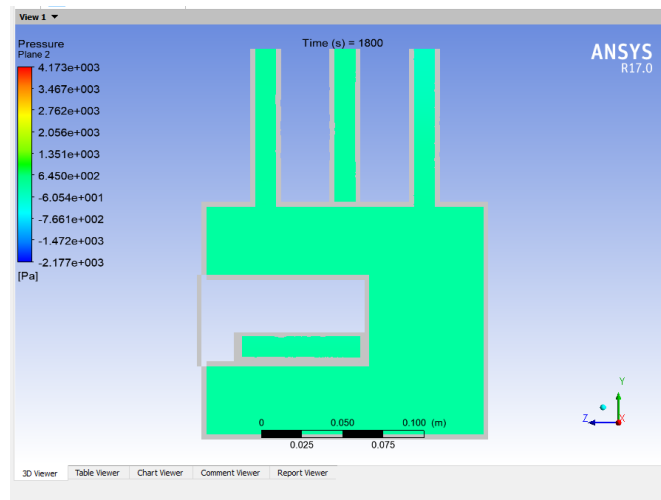 View 1
Pressure
Plane 2
4.173e+003
3.467e+003
2.762e+003
2.056e+003
1.351e+003
6.450e+002
-6.054e+001
-7.661e+002
-1.472e+003
-2.177e+003
[Pa]
Time (s) = 1800
ANSYS
R17.0
0 0.050 0.100 (m)
0.025 0.075
Y
Z X
3D Viewer Table Viewer Chart Viewer Comment Viewer Report Viewer